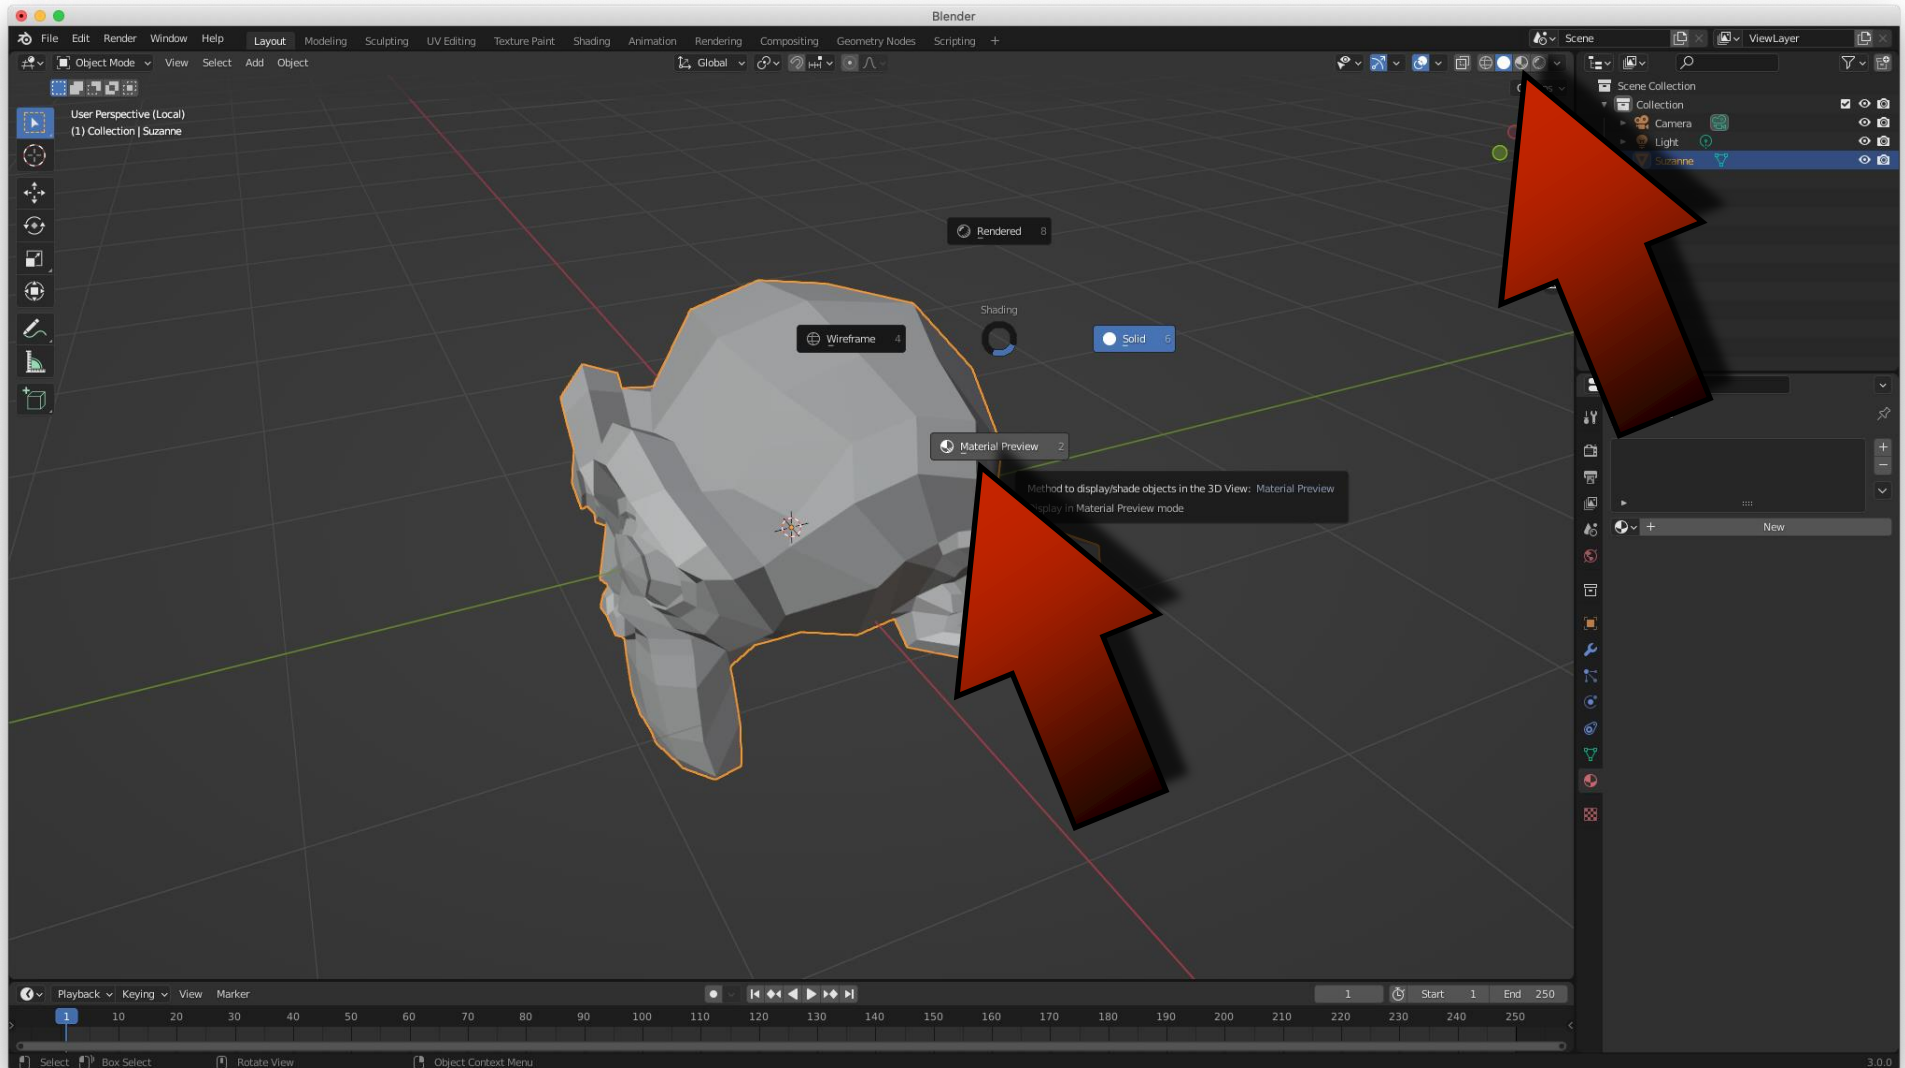 Blender
File Edit Render Window Help Layout Modeling Sculpting UV Editing Texture Paint Shading Animation Rendering Compositing Geometry Nodes Scripting + Scene ViewLayer
Object Mode View Select Add Object Global
User Perspective (Local)
(1) Collection | Suzanne
Scene Collection
Collection
Camera
Light
Suzanne
Rendered 8
Shading
Wireframe 4
Solid 6
Material Preview 2
Method to display/shade objects in the 3D View: Material Preview
Display in Material Preview mode
New
Playback Keying View Marker 1 Start 1 End 250
1 10 20 30 40 50 60 70 80 90 100 110 120 130 140 150 160 170 180 190 200 210 220 230 240 250
Select Box Select Rotate View Object Context Menu 3.0.0